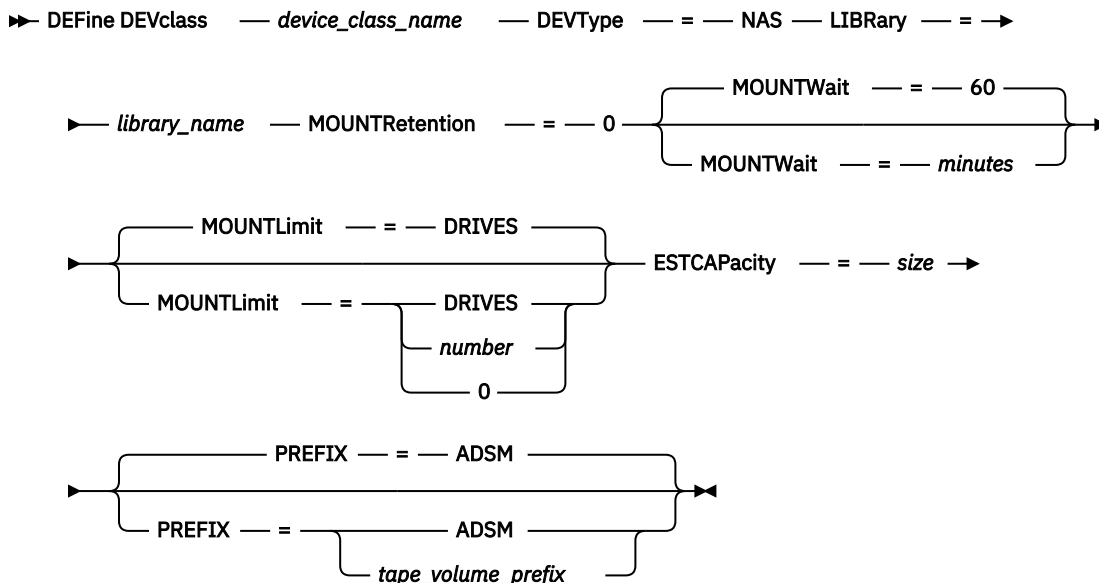 DEFine DEVclass device_class_name DEVType = NAS LIBRary =
library_name MOUNTRetention = 0 MOUNTWait = 60
MOUNTWait = minutes
MOUNTLimit = DRIVES
ESTCAPacity = size
MOUNTLimit = DRIVES
number
0
PREFIX = ADSM
PREFIX = ADSM
tape_volume_prefix